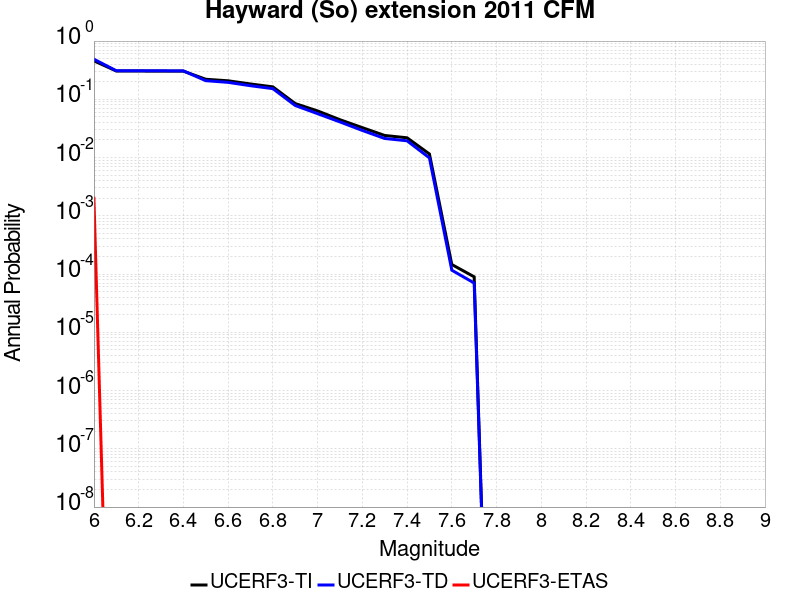 Hayward (So) extension 2011 CFM
Annual Probability
10^0
10^-1
10^-2
10^-3
10^-4
10^-5
10^-6
10^-7
10^-8
6 6.2 6.4 6.6 6.8 7 7.2 7.4 7.6 7.8 8 8.2 8.4 8.6 8.8 9
Magnitude
UCERF3-TI UCERF3-TD UCERF3-ETAS